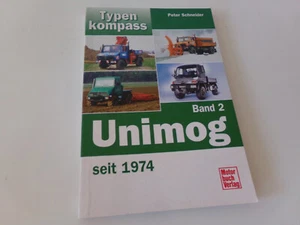 Typen
kompass
Peter Schneider
Band 2
Unimog
seit 1974
Motor
buch
Verlag